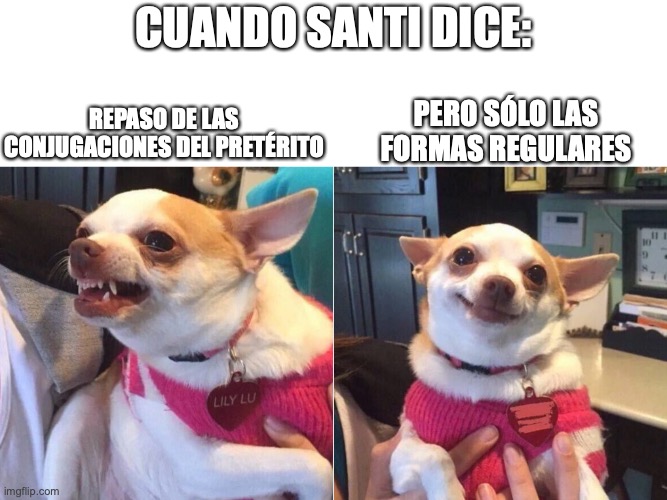 CUANDO SANTI DICE:
REPASO DE LAS
CONJUGACIONES DEL PRETÉRITO
PERO SÓLO LAS
FORMAS REGULARES
LILY LU
imgflip.com